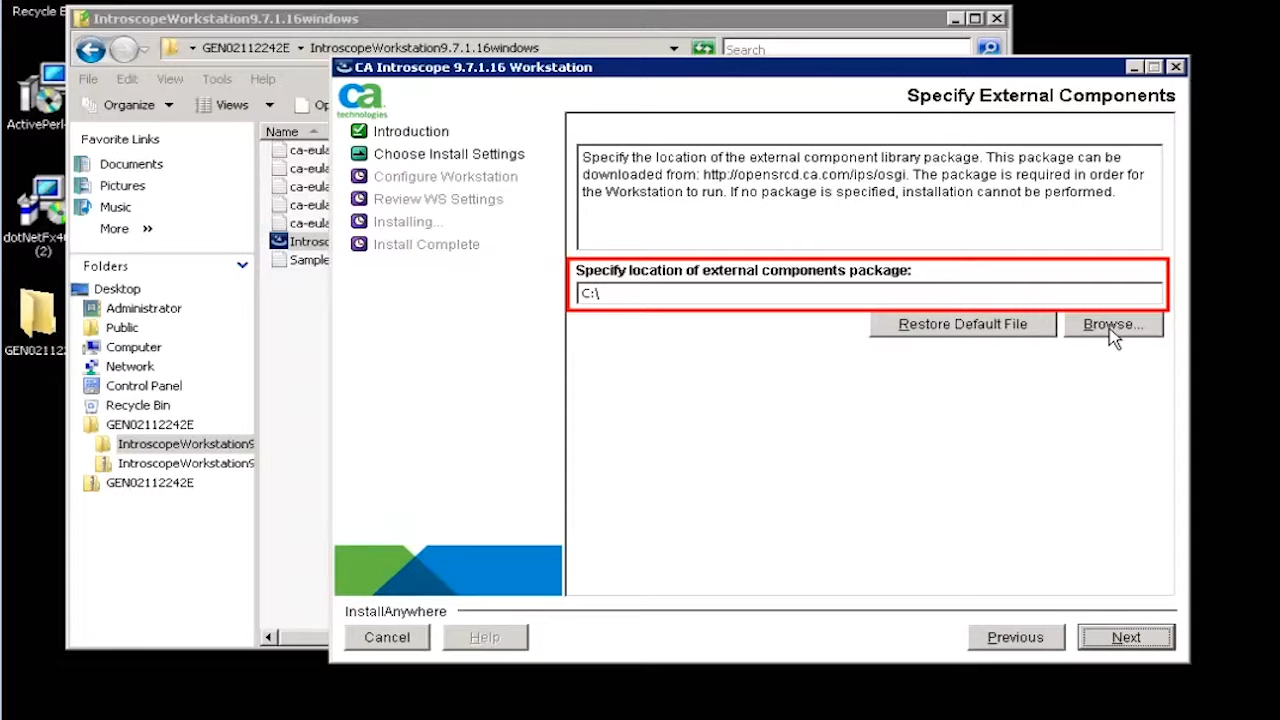 Recycle
IntroscopeWorkstation9.7.1.16windows
GEN02112242E
IntroscopeWorkstation9.7.1.16windows
Search
File Edit View Tools Help
Organize Views
CA Introscope 9.7.1.16 Workstation
ca
technologies
Specify External Components
Introduction
Choose Install Settings
Configure Workstation
Review WS Settings
Installing...
Install Complete
Specify the location of the external component library package. This package can be
downloaded from: http://opensrcd.ca.com/ips/osgi. The package is required in order for
the Workstation to run. If no package is specified, installation cannot be performed.
Specify location of external components package:
C:\
Restore Default File
Browse...
Favorite Links
Documents
Pictures
Music
More »
Folders
Desktop
Administrator
Public
Computer
Network
Control Panel
Recycle Bin
GEN02112242E
IntroscopeWorkstation9
IntroscopeWorkstation9
GEN02112242E
Name
ca-eula
ca-eula
ca-eula
ca-eula
ca-eula
Introsc
Sample
(2)
InstallAnywhere
Cancel Help Previous Next